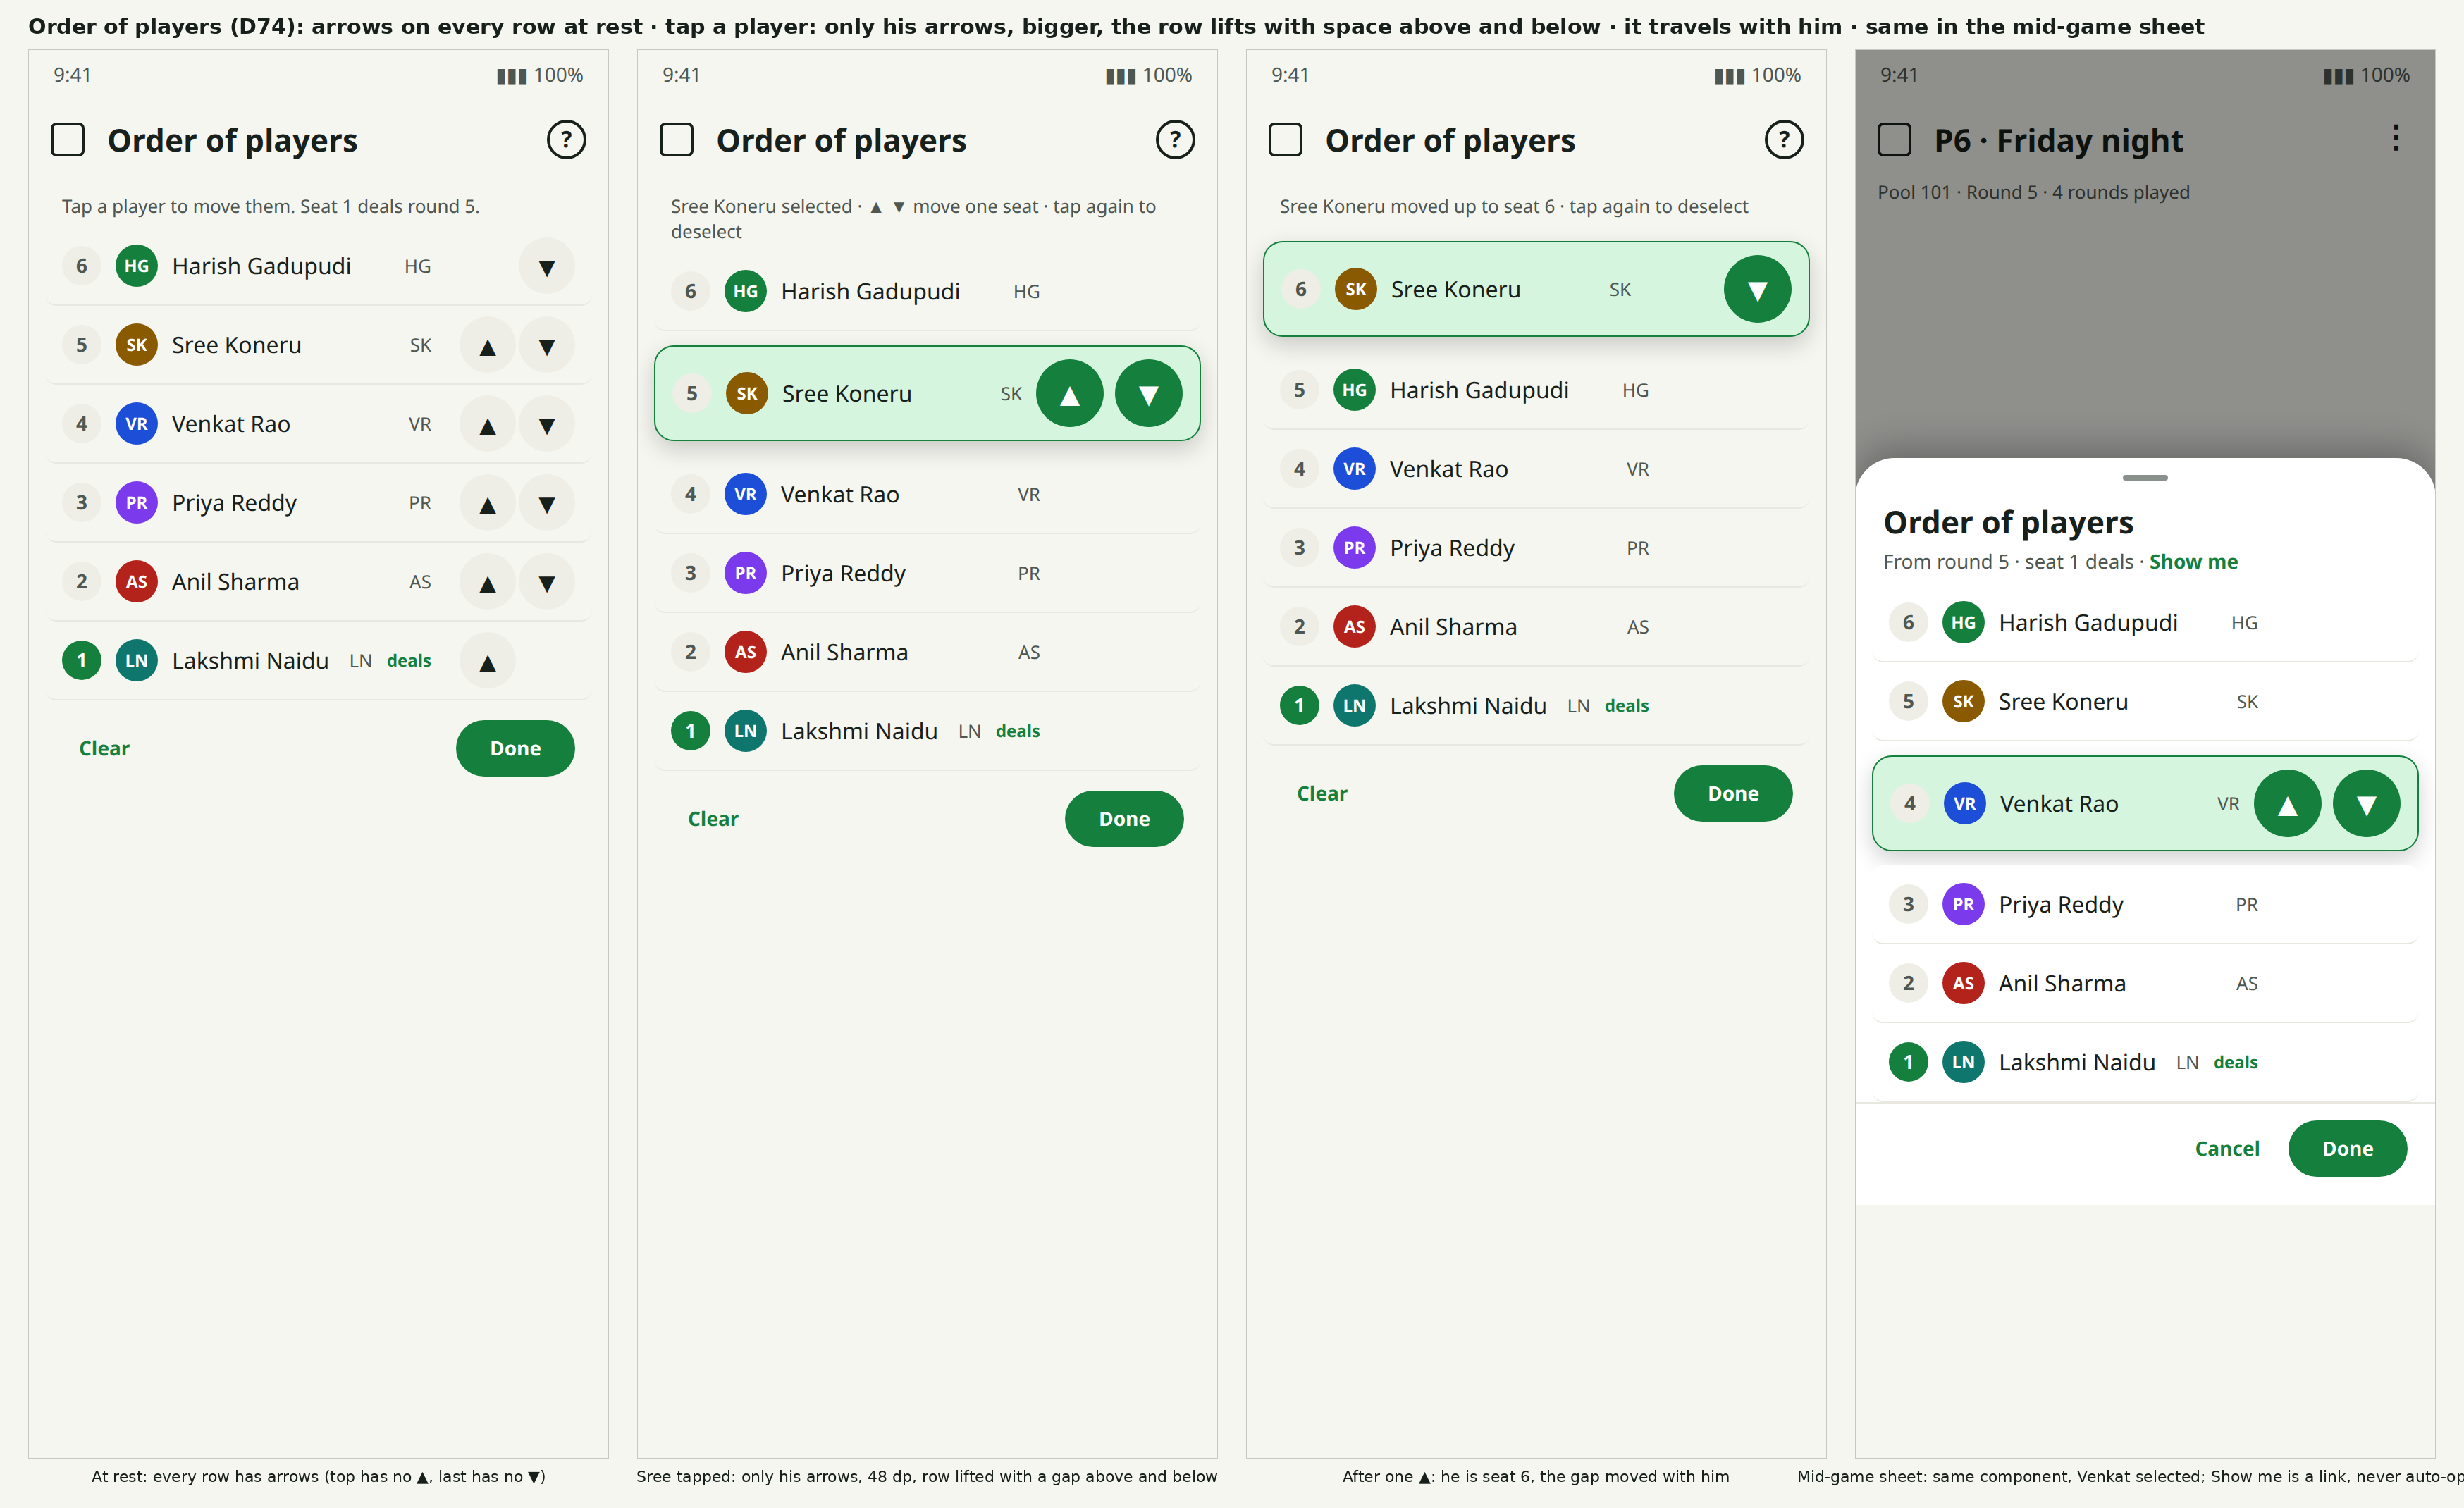 Order of players (D74): arrows on every row at rest · tap a player: only his arrows, bigger, the row lifts with space above and below · it travels with him · same in the mid-game sheet
9:41 100%
Order of players ?
Tap a player to move them. Seat 1 deals round 5.
6 HG Harish Gadupudi HG ▼
5 SK Sree Koneru SK ▲ ▼
4 VR Venkat Rao VR ▲ ▼
3 PR Priya Reddy PR ▲ ▼
2 AS Anil Sharma AS ▲ ▼
1 LN Lakshmi Naidu LN deals ▲
Clear Done
At rest: every row has arrows (top has no ▲, last has no ▼)
9:41 100%
Order of players ?
Sree Koneru selected · ▲ ▼ move one seat · tap again to
deselect
6 HG Harish Gadupudi HG
5 SK Sree Koneru SK ▲ ▼
4 VR Venkat Rao VR
3 PR Priya Reddy PR
2 AS Anil Sharma AS
1 LN Lakshmi Naidu LN deals
Clear Done
Sree tapped: only his arrows, 48 dp, row lifted with a gap above and below
9:41 100%
Order of players ?
Sree Koneru moved up to seat 6 · tap again to deselect
6 SK Sree Koneru SK ▼
5 HG Harish Gadupudi HG
4 VR Venkat Rao VR
3 PR Priya Reddy PR
2 AS Anil Sharma AS
1 LN Lakshmi Naidu LN deals
Clear Done
After one ▲: he is seat 6, the gap moved with him
9:41 100%
P6 · Friday night
Pool 101 · Round 5 · 4 rounds played
Order of players
From round 5 · seat 1 deals · Show me
6 HG Harish Gadupudi HG
5 SK Sree Koneru SK
4 VR Venkat Rao VR ▲ ▼
3 PR Priya Reddy PR
2 AS Anil Sharma AS
1 LN Lakshmi Naidu LN deals
Cancel Done
Mid-game sheet: same component, Venkat selected; Show me is a link, never